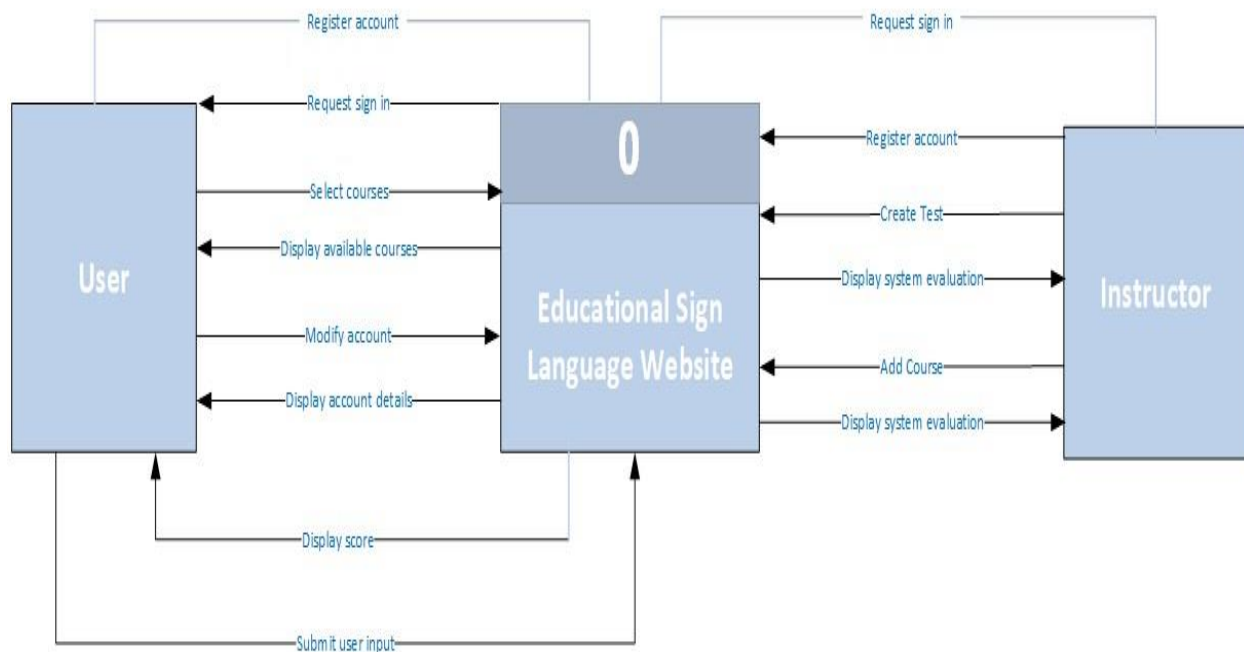 Register account
Request sign in
Request sign in
0
Register account
Select courses
Create Test
Display available courses
User
Educational Sign
Language Website
Display system evaluation
Instructor
Modify account
Add Course
Display account details
Display system evaluation
Display score
Submit user input